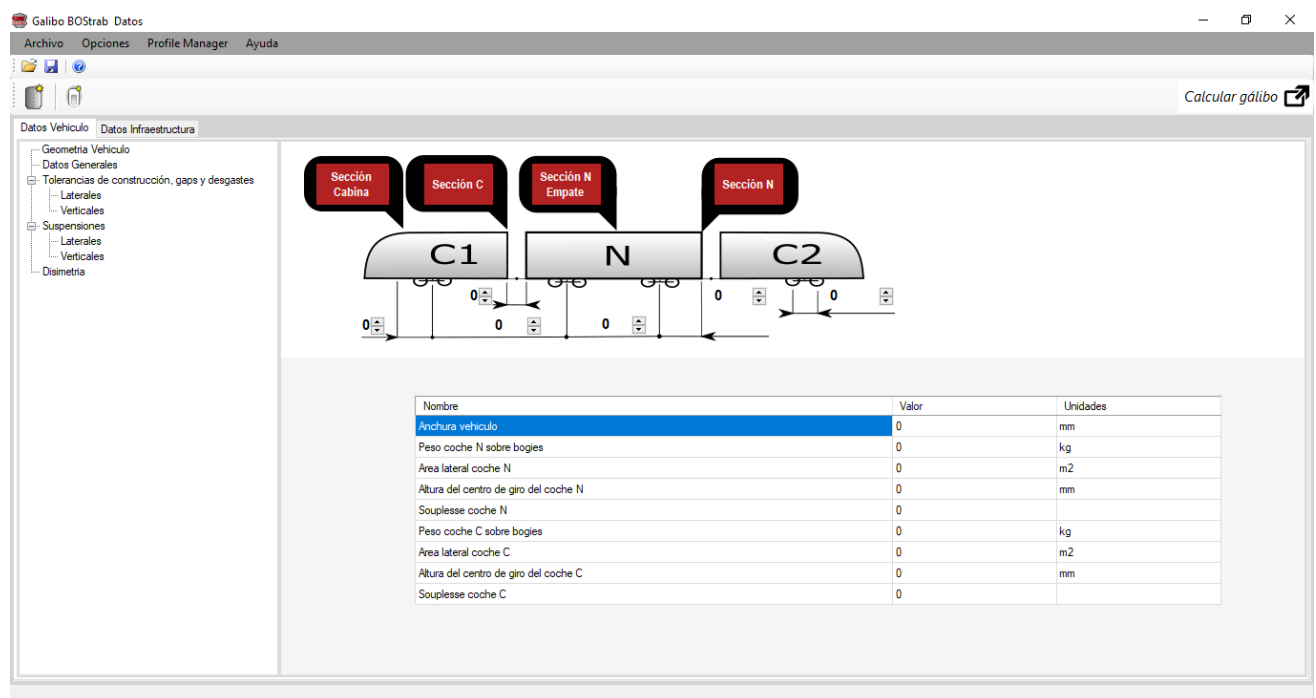 Galibo BOStrab Datos
Archivo Opciones Profile Manager Ayuda
Calcular gálibo
Datos Vehiculo Datos Infraestructura
Geometria Vehiculo
Datos Generales
Tolerancias de construcción, gaps y desgastes
Laterales
Verticales
Suspensiones
Laterales
Verticales
Disimetria
Sección
Cabina
Sección C
Sección N
Empate
Sección N
C1
N
C2
0
0
0
0
0
0
Nombre Valor Unidades
Anchura vehiculo 0 mm
Peso coche N sobre bogies 0 kg
Area lateral coche N 0 m2
Altura del centro de giro del coche N 0 mm
Souplesse coche N 0
Peso coche C sobre bogies 0 kg
Area lateral coche C 0 m2
Altura del centro de giro del coche C 0 mm
Souplesse coche C 0